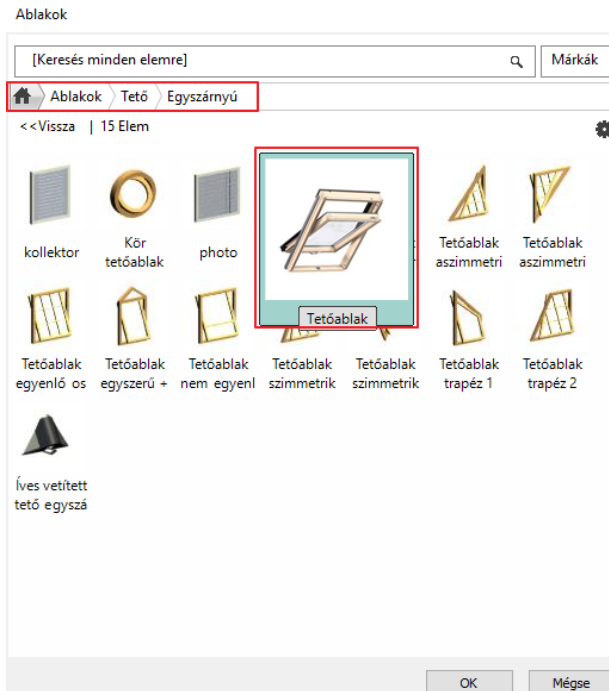 Ablakok
[Keresés minden elemre]
Márkák
Ablakok Tető Egyszárnyú
<<Vissza | 15 Elem
kollektor
Kör
tetőablak
photo
Tetőablak
Tetőablak
aszimmetri
Tetőablak
aszimmetri
Tetőablak
egyenlő os
Tetőablak
egyszerű +
Tetőablak
nem egyenl
Tetőablak
szimmetrik
Tetőablak
szimmetrik
Tetőablak
trapéz 1
Tetőablak
trapéz 2
Íves vetített
tető egyszá
OK
Mégse